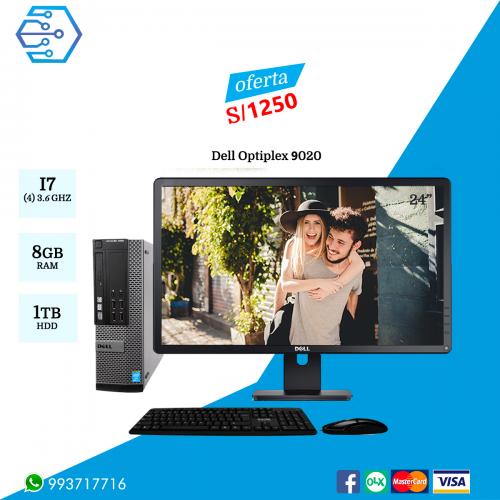 oferta
S/1250
Dell Optiplex 9020
I7
(4) 3.6 GHZ
24"
8GB
RAM
1TB
HDD
DELL
DELL
993717716
f
OLX
MasterCard
VISA